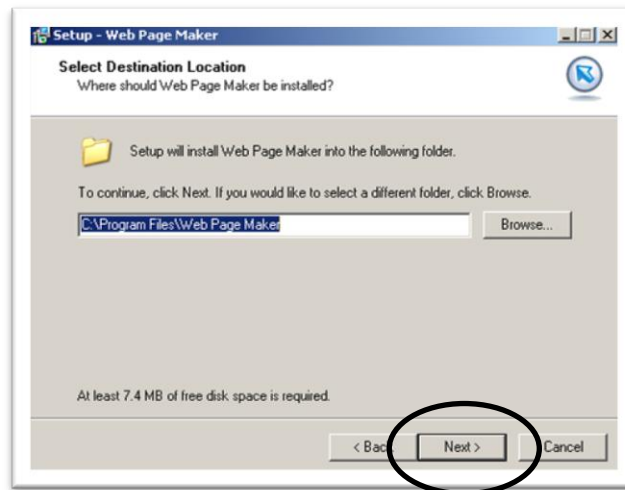 Setup - Web Page Maker
Select Destination Location
Where should Web Page Maker be installed?
Setup will install Web Page Maker into the following folder.
To continue, click Next. If you would like to select a different folder, click Browse.
C:\Program Files\Web Page Maker
Browse...
At least 7.4 MB of free disk space is required.
< Back
Next >
Cancel